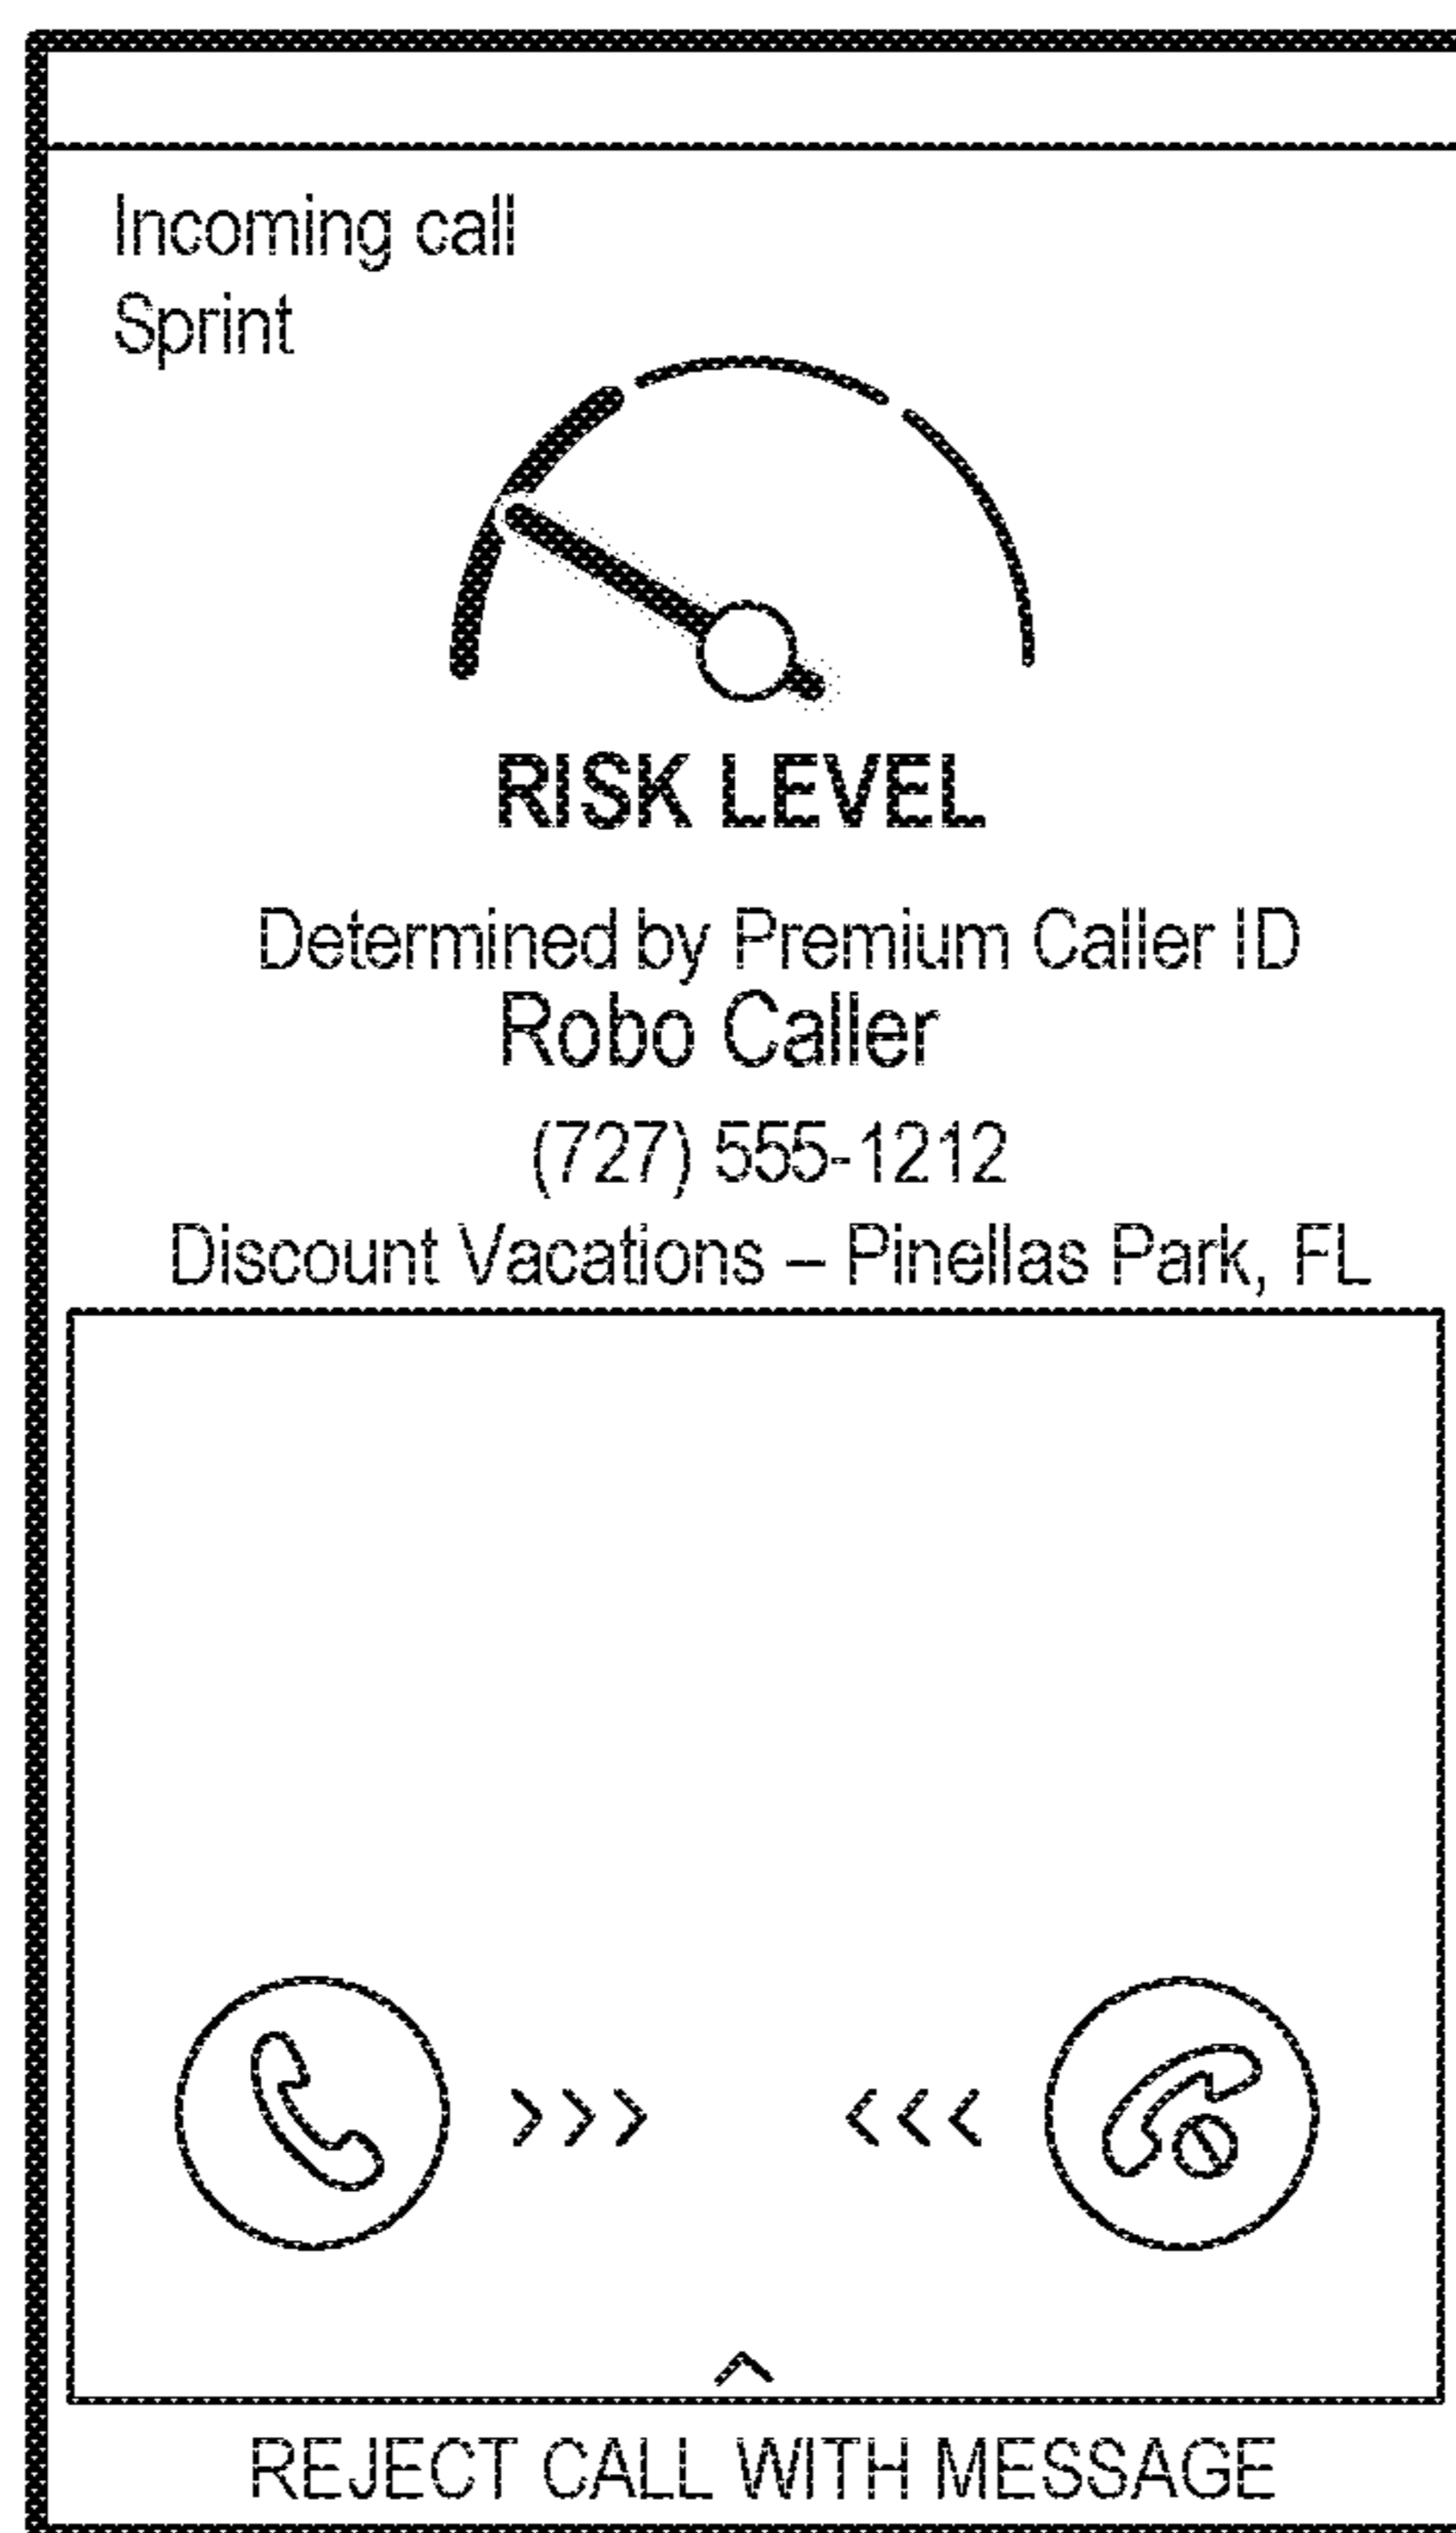 Incoming call
Sprint
RISK LEVEL
Determined by Premium Caller ID
Robo Caller
(727) 555-1212
Discount Vacations – Pinellas Park, FL
REJECT CALL WITH MESSAGE